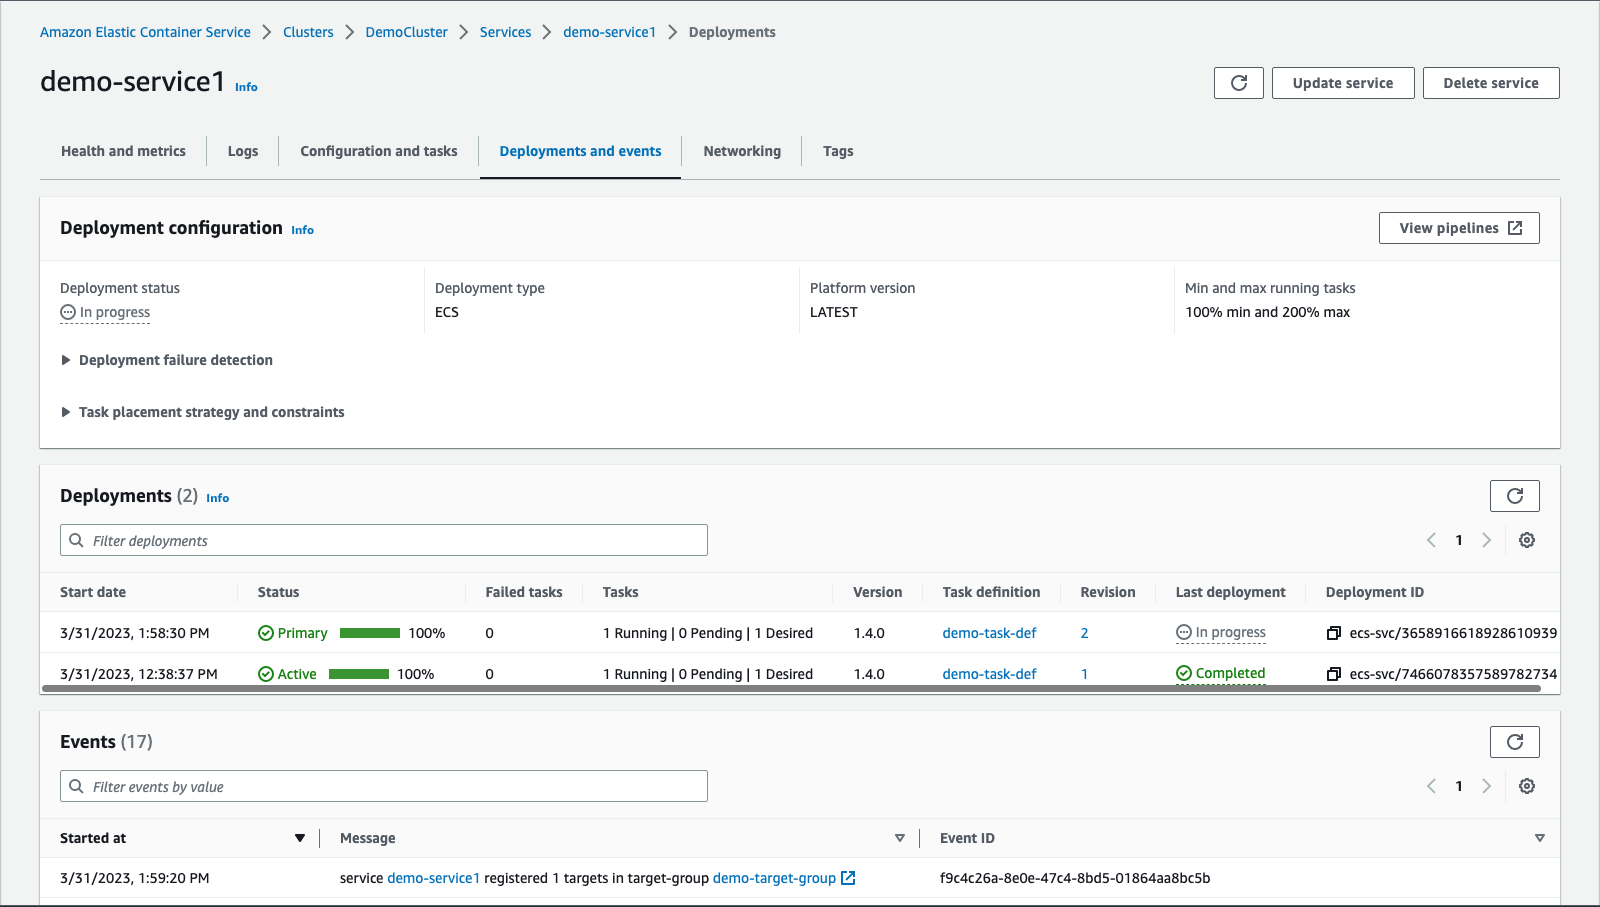 Amazon Elastic Container Service > Clusters > DemoCluster > Services > demo-service1 > Deployments
demo-service1 Info
Update service Delete service
Health and metrics Logs Configuration and tasks Deployments and events Networking Tags
Deployment configuration Info View pipelines
Deployment status Deployment type Platform version Min and max running tasks
In progress ECS LATEST 100% min and 200% max
Deployment failure detection
Task placement strategy and constraints
Deployments (2) Info
Filter deployments 1
Start date Status Failed tasks Tasks Version Task definition Revision Last deployment Deployment ID
3/31/2023, 1:58:30 PM Primary 100% 0 1 Running | 0 Pending | 1 Desired 1.4.0 demo-task-def 2 In progress ecs-svc/3658916618928610939
3/31/2023, 12:38:37 PM Active 100% 0 1 Running | 0 Pending | 1 Desired 1.4.0 demo-task-def 1 Completed ecs-svc/7466078357589782734
Events (17)
Filter events by value 1
Started at Message Event ID
3/31/2023, 1:59:20 PM service demo-service1 registered 1 targets in target-group demo-target-group f9c4c26a-8e0e-47c4-8bd5-01864aa8bc5b